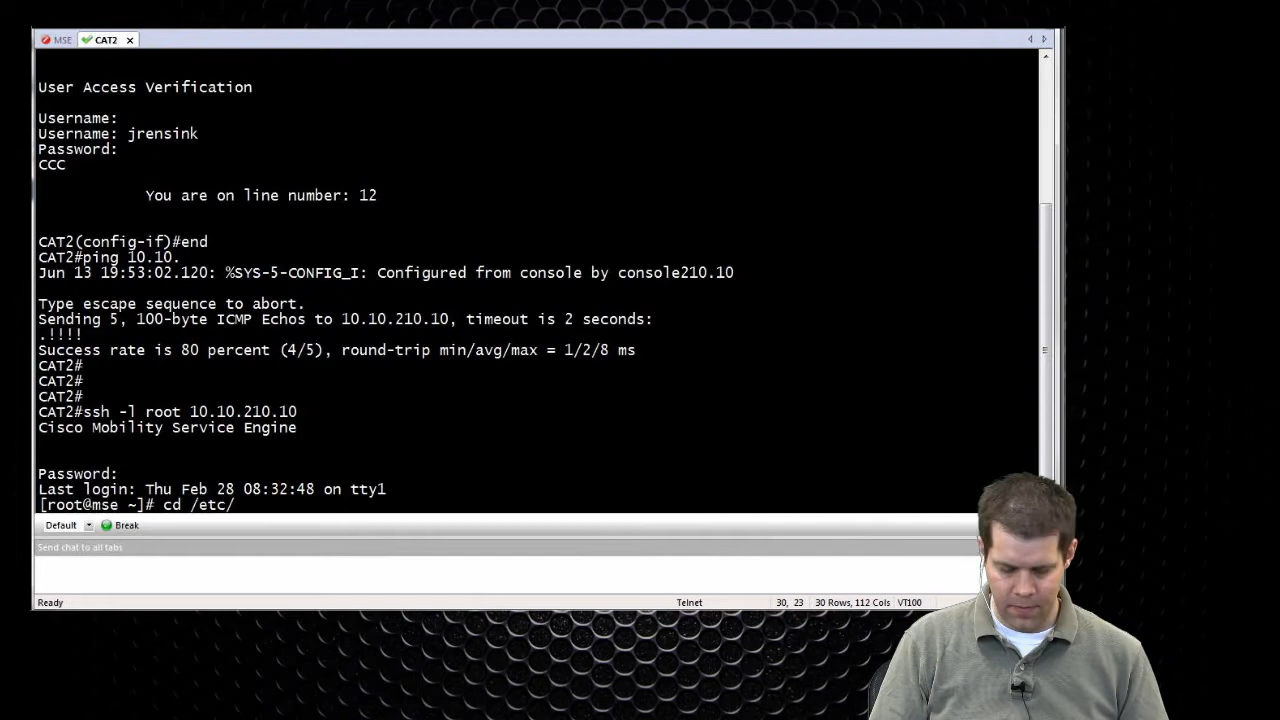 MSE CAT2
User Access Verification
Username:
Username: jrensink
Password:
CCC
You are on line number: 12
CAT2(config-if)#end
CAT2#ping 10.10.
Jun 13 19:53:02.120: %SYS-5-CONFIG_I: Configured from console by console210.10
Type escape sequence to abort.
Sending 5, 100-byte ICMP Echos to 10.10.210.10, timeout is 2 seconds:
.!!!!
Success rate is 80 percent (4/5), round-trip min/avg/max = 1/2/8 ms
CAT2#
CAT2#
CAT2#
CAT2#ssh -l root 10.10.210.10
Cisco Mobility Service Engine
Password:
Last login: Thu Feb 28 08:32:48 on tty1
[root@mse ~]# cd /etc/
Default Break
Send chat to all tabs
Ready Telnet 30, 23 30 Rows, 112 Cols VT100